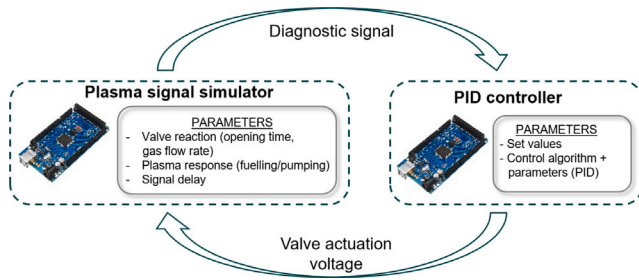 Diagnostic signal
Plasma signal simulator
PARAMETERS
- Valve reaction (opening time,
gas flow rate)
- Plasma response (fuelling/pumping)
- Signal delay
PID controller
PARAMETERS
- Set values
- Control algorithm +
parameters (PID)
Valve actuation
voltage